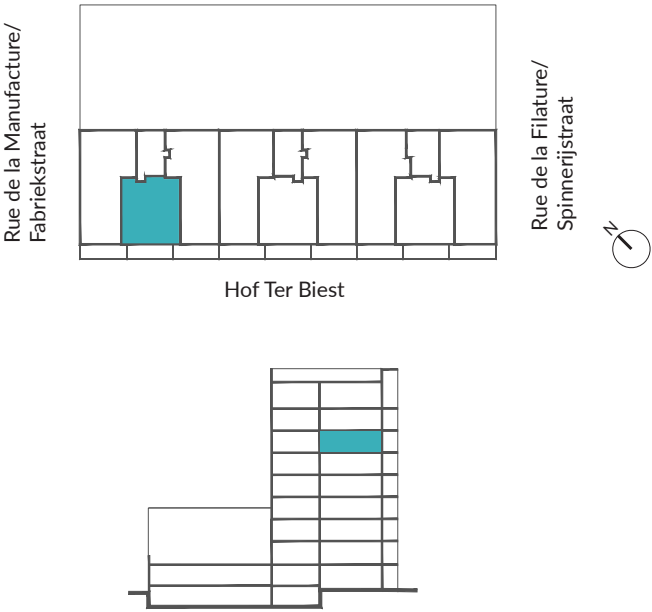 Rue de la Manufacture/
Fabriekstraat
Rue de la Filature/
Spinnerijstraat
N
Hof Ter Biest